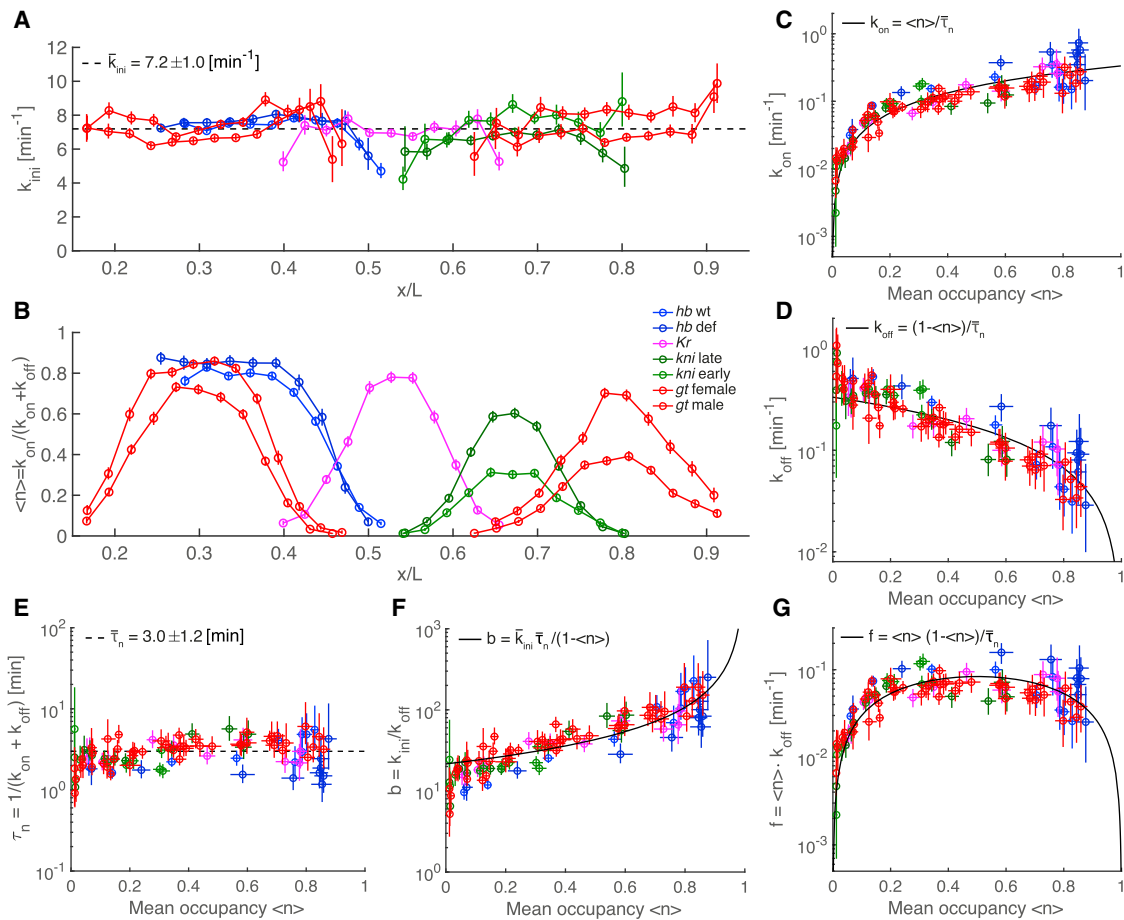 A
k̄ini = 7.2 ±1.0 [min-1]
kini [min-1]
12
10
8
6
4
2
0
0.2 0.3 0.4 0.5 0.6 0.7 0.8 0.9
x/L
B
<n>=kon/(kon+koff)
1
0.8
0.6
0.4
0.2
0
0.2 0.3 0.4 0.5 0.6 0.7 0.8 0.9
x/L
hb wt
hb def
Kr
kni late
kni early
gt female
gt male
C
kon = <n>/τ̄n
kon [min-1]
100
10-1
10-2
10-3
0 0.2 0.4 0.6 0.8 1
Mean occupancy <n>
D
koff = (1-<n>)/τ̄n
koff [min-1]
100
10-1
10-2
0 0.2 0.4 0.6 0.8 1
Mean occupancy <n>
E
τ̄n = 3.0 ±1.2 [min]
τn = 1/(kon + koff) [min]
103
102
101
100
10-1
0 0.2 0.4 0.6 0.8 1
Mean occupancy <n>
F
b = k̄ini τ̄n/(1-<n>)
b = kini/koff
103
102
101
100
0 0.2 0.4 0.6 0.8 1
Mean occupancy <n>
G
f = <n> (1-<n>)/τ̄n
f = <n> · koff [min-1]
10-1
10-2
10-3
0 0.2 0.4 0.6 0.8 1
Mean occupancy <n>